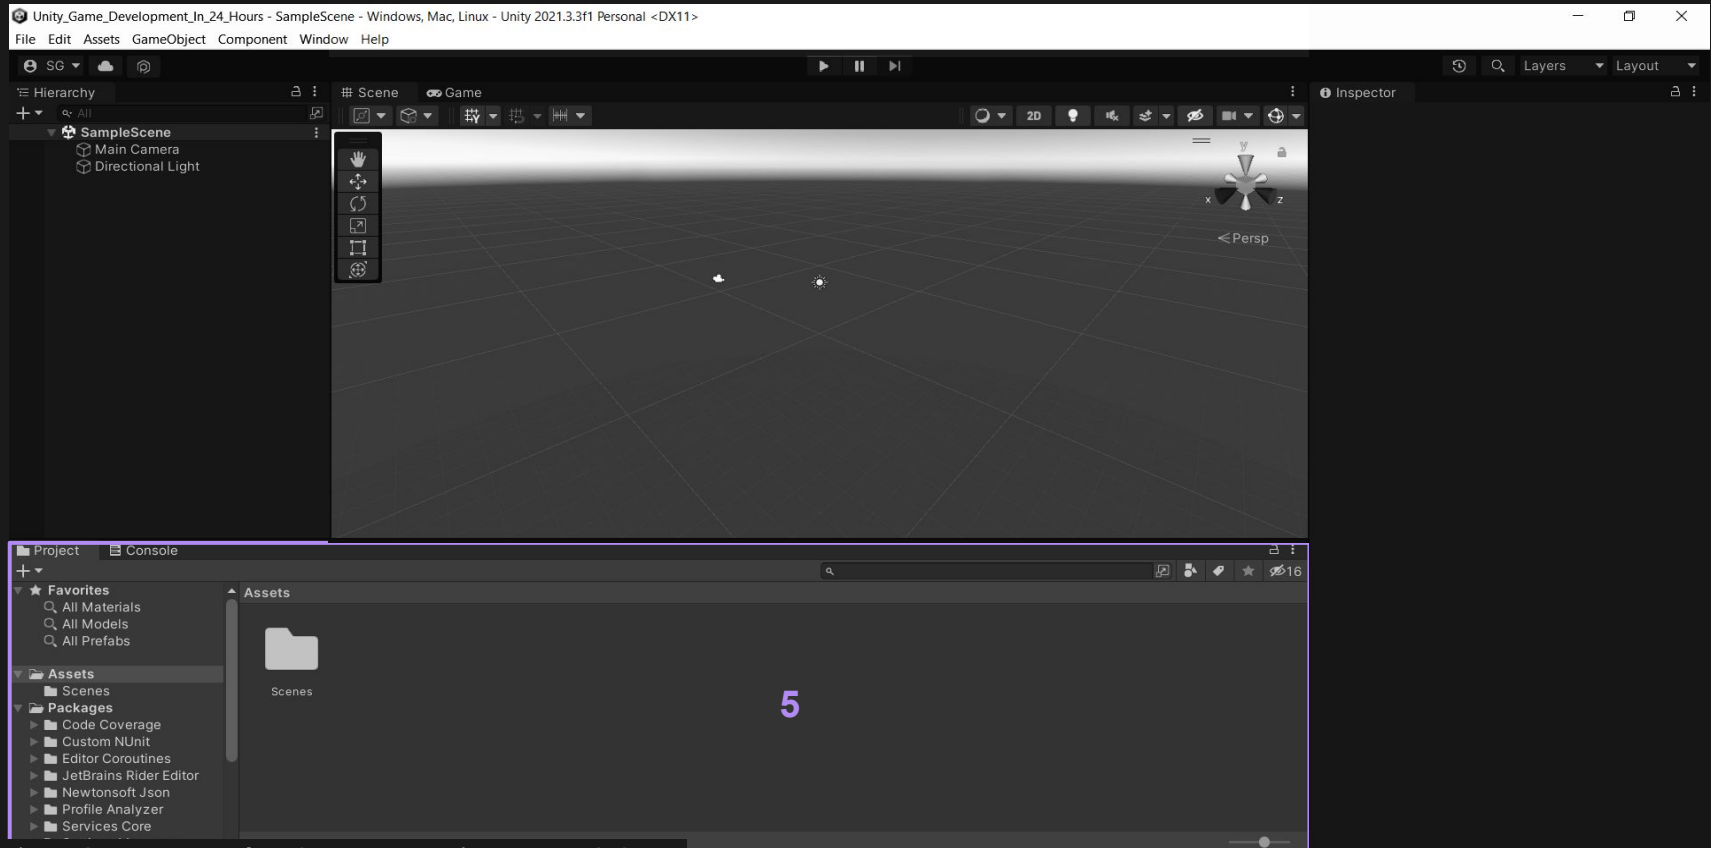 Unity_Game_Development_In_24_Hours - SampleScene - Windows, Mac, Linux - Unity 2021.3.3f1 Personal <DX11>
File Edit Assets GameObject Component Window Help
SG Layers Layout
Hierarchy
All
SampleScene
Main Camera
Directional Light
Scene Game
2D
y
x z
Persp
Inspector
Project Console
16
Favorites
All Materials
All Models
All Prefabs
Assets
Scenes
Packages
Code Coverage
Custom NUnit
Editor Coroutines
JetBrains Rider Editor
Newtonsoft Json
Profile Analyzer
Services Core
Assets
Scenes
5